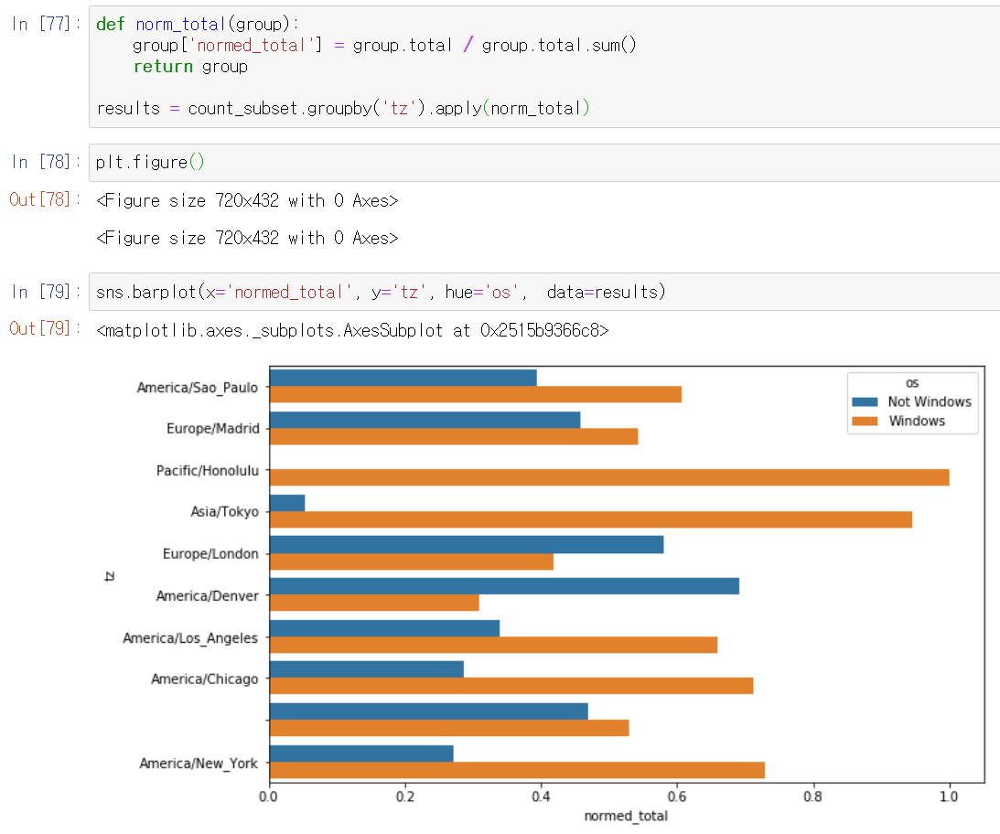 In [77]: def norm_total(group):
    group['normed_total'] = group.total / group.total.sum()
    return group
results = count_subset.groupby('tz').apply(norm_total)
In [78]: plt.figure()
Out[78]: <Figure size 720x432 with 0 Axes>
<Figure size 720x432 with 0 Axes>
In [79]: sns.barplot(x='normed_total', y='tz', hue='os',  data=results)
Out[79]: <matplotlib.axes._subplots.AxesSubplot at 0x2515b9366c8>
os
Not Windows
Windows
America/Sao_Paulo
Europe/Madrid
Pacific/Honolulu
Asia/Tokyo
Europe/London
tz
America/Denver
America/Los_Angeles
America/Chicago
America/New_York
0.0 0.2 0.4 0.6 0.8 1.0
normed_total